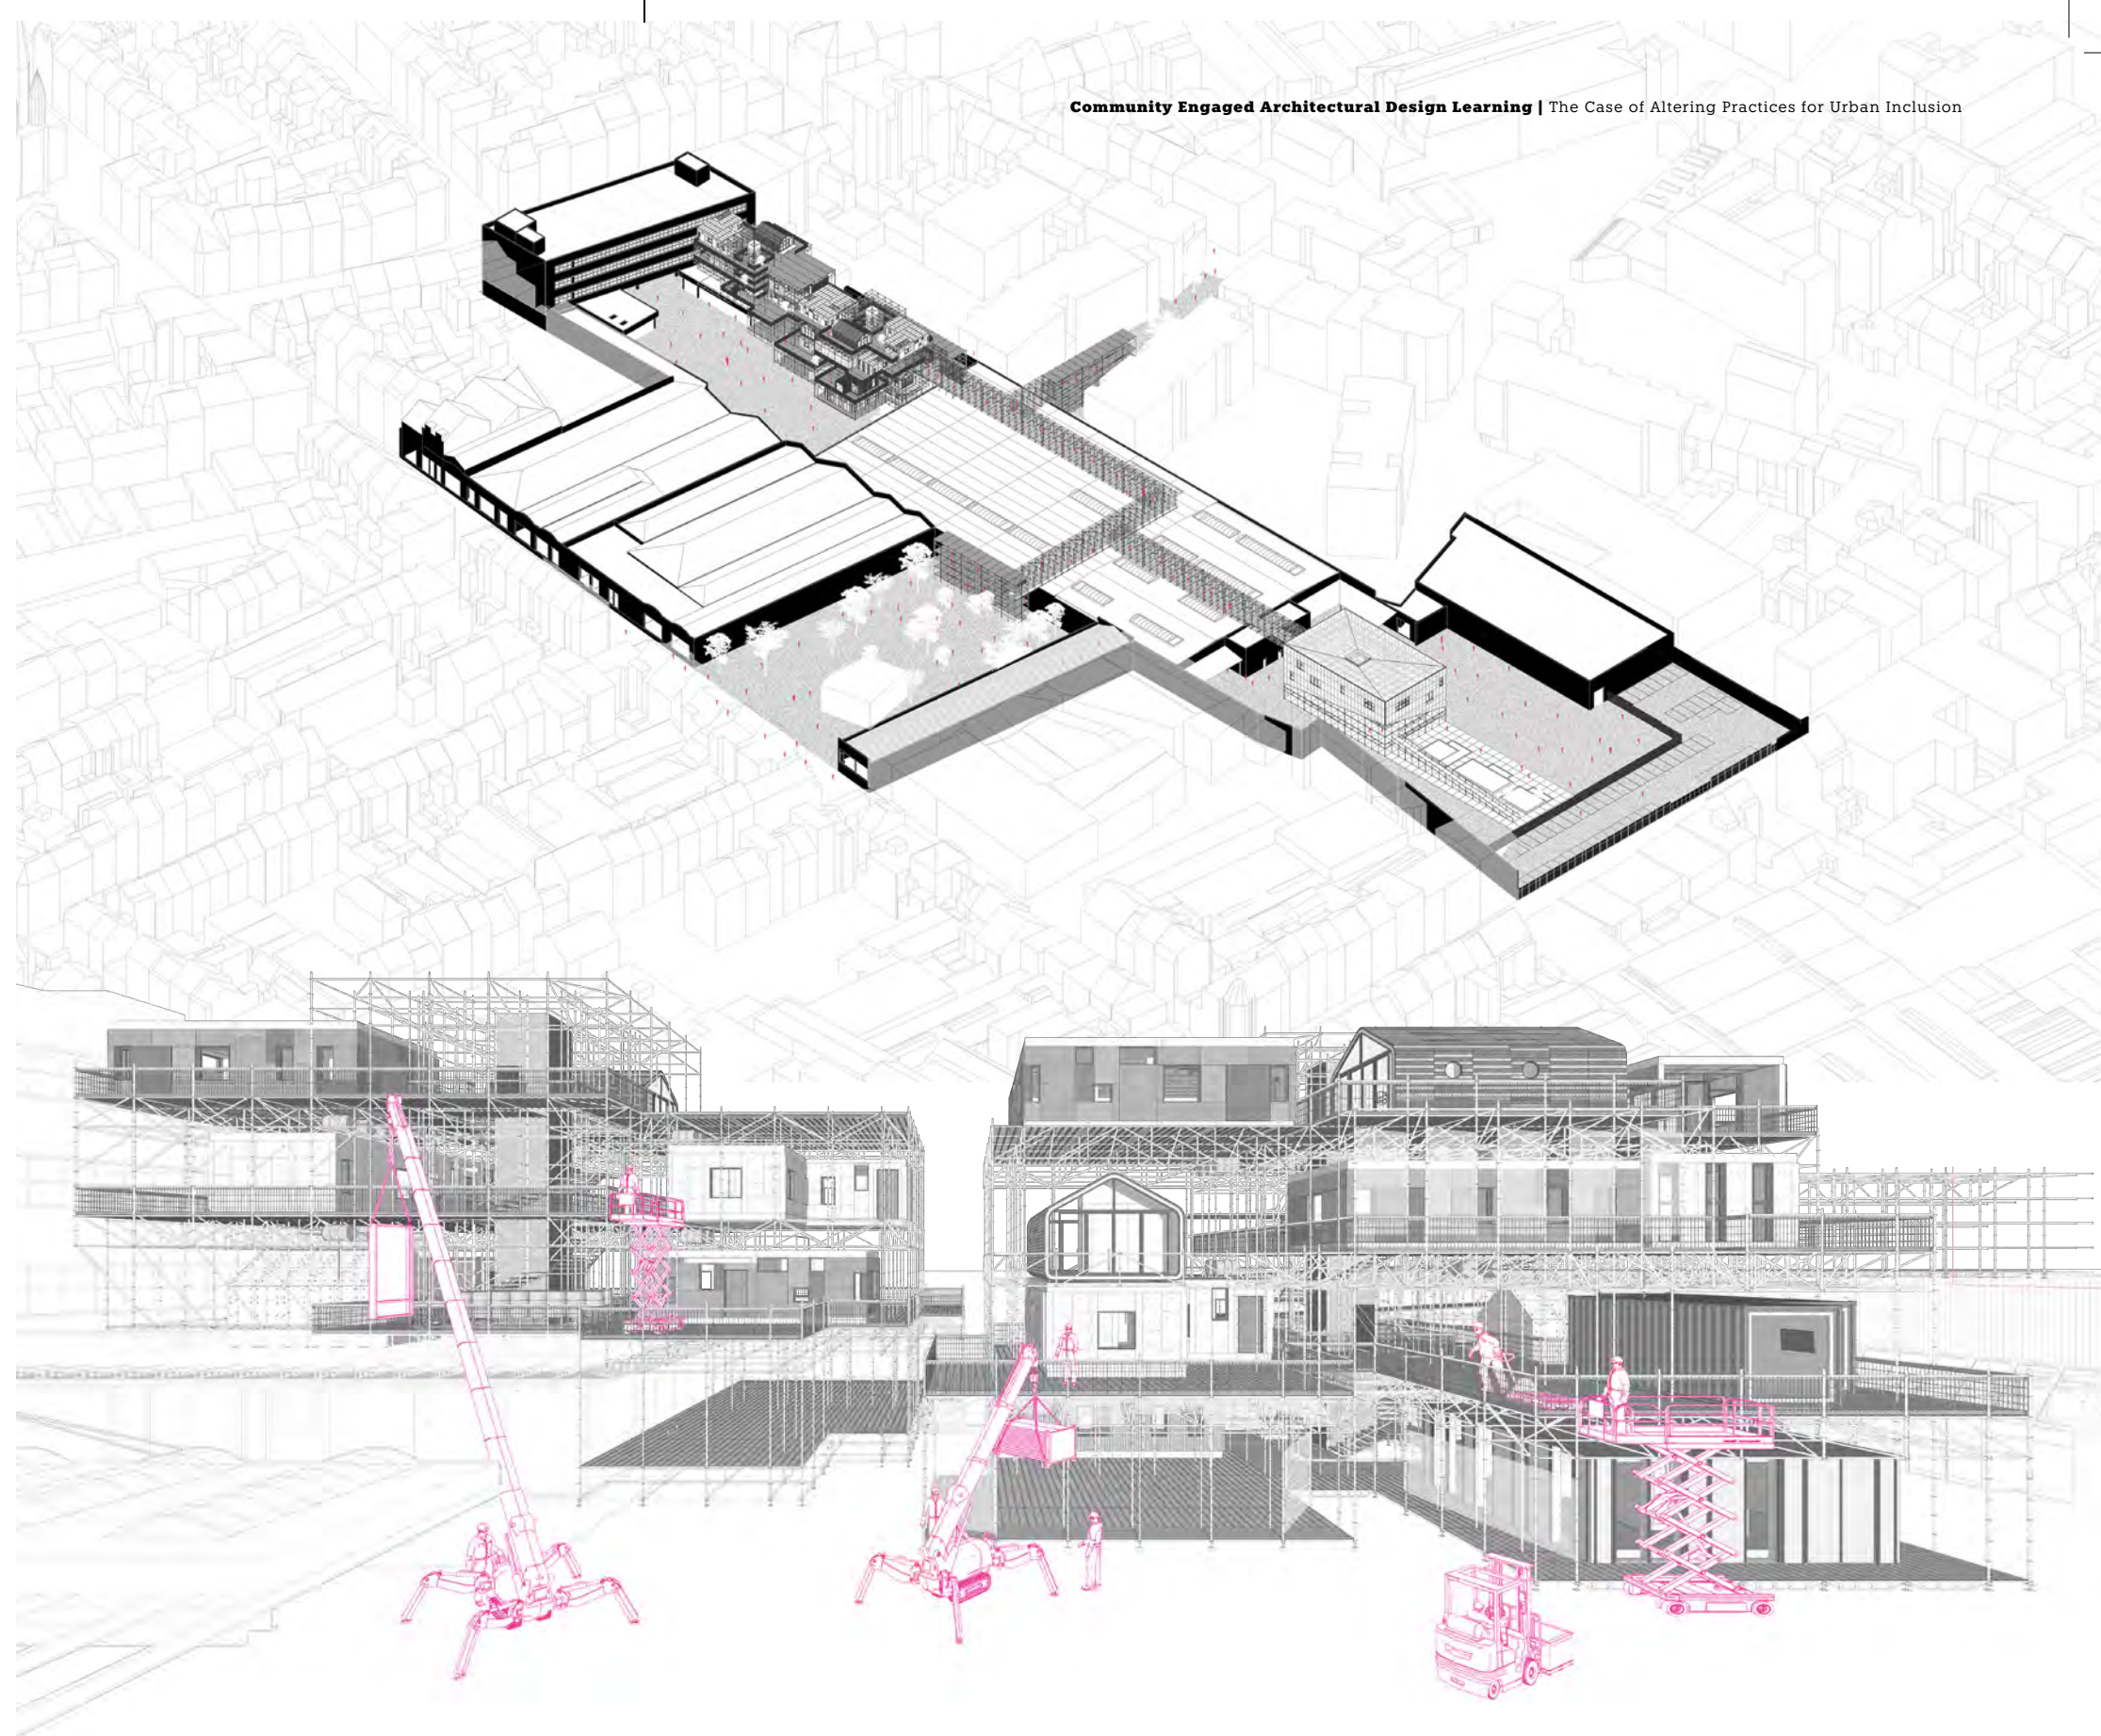 Community Engaged Architectural Design Learning | The Case of Altering Practices for Urban Inclusion